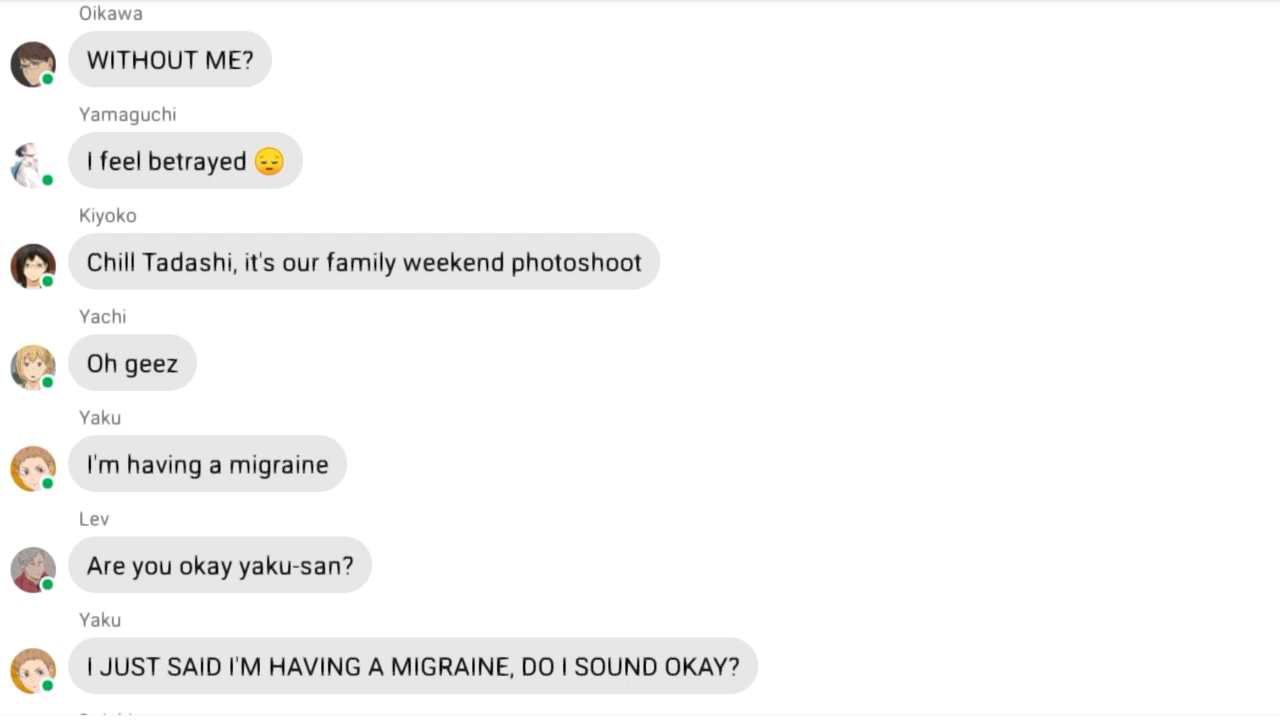 Oikawa
WITHOUT ME?
Yamaguchi
I feel betrayed 😔
Kiyoko
Chill Tadashi, it's our family weekend photoshoot
Yachi
Oh geez
Yaku
I'm having a migraine
Lev
Are you okay yaku-san?
Yaku
I JUST SAID I'M HAVING A MIGRAINE, DO I SOUND OKAY?